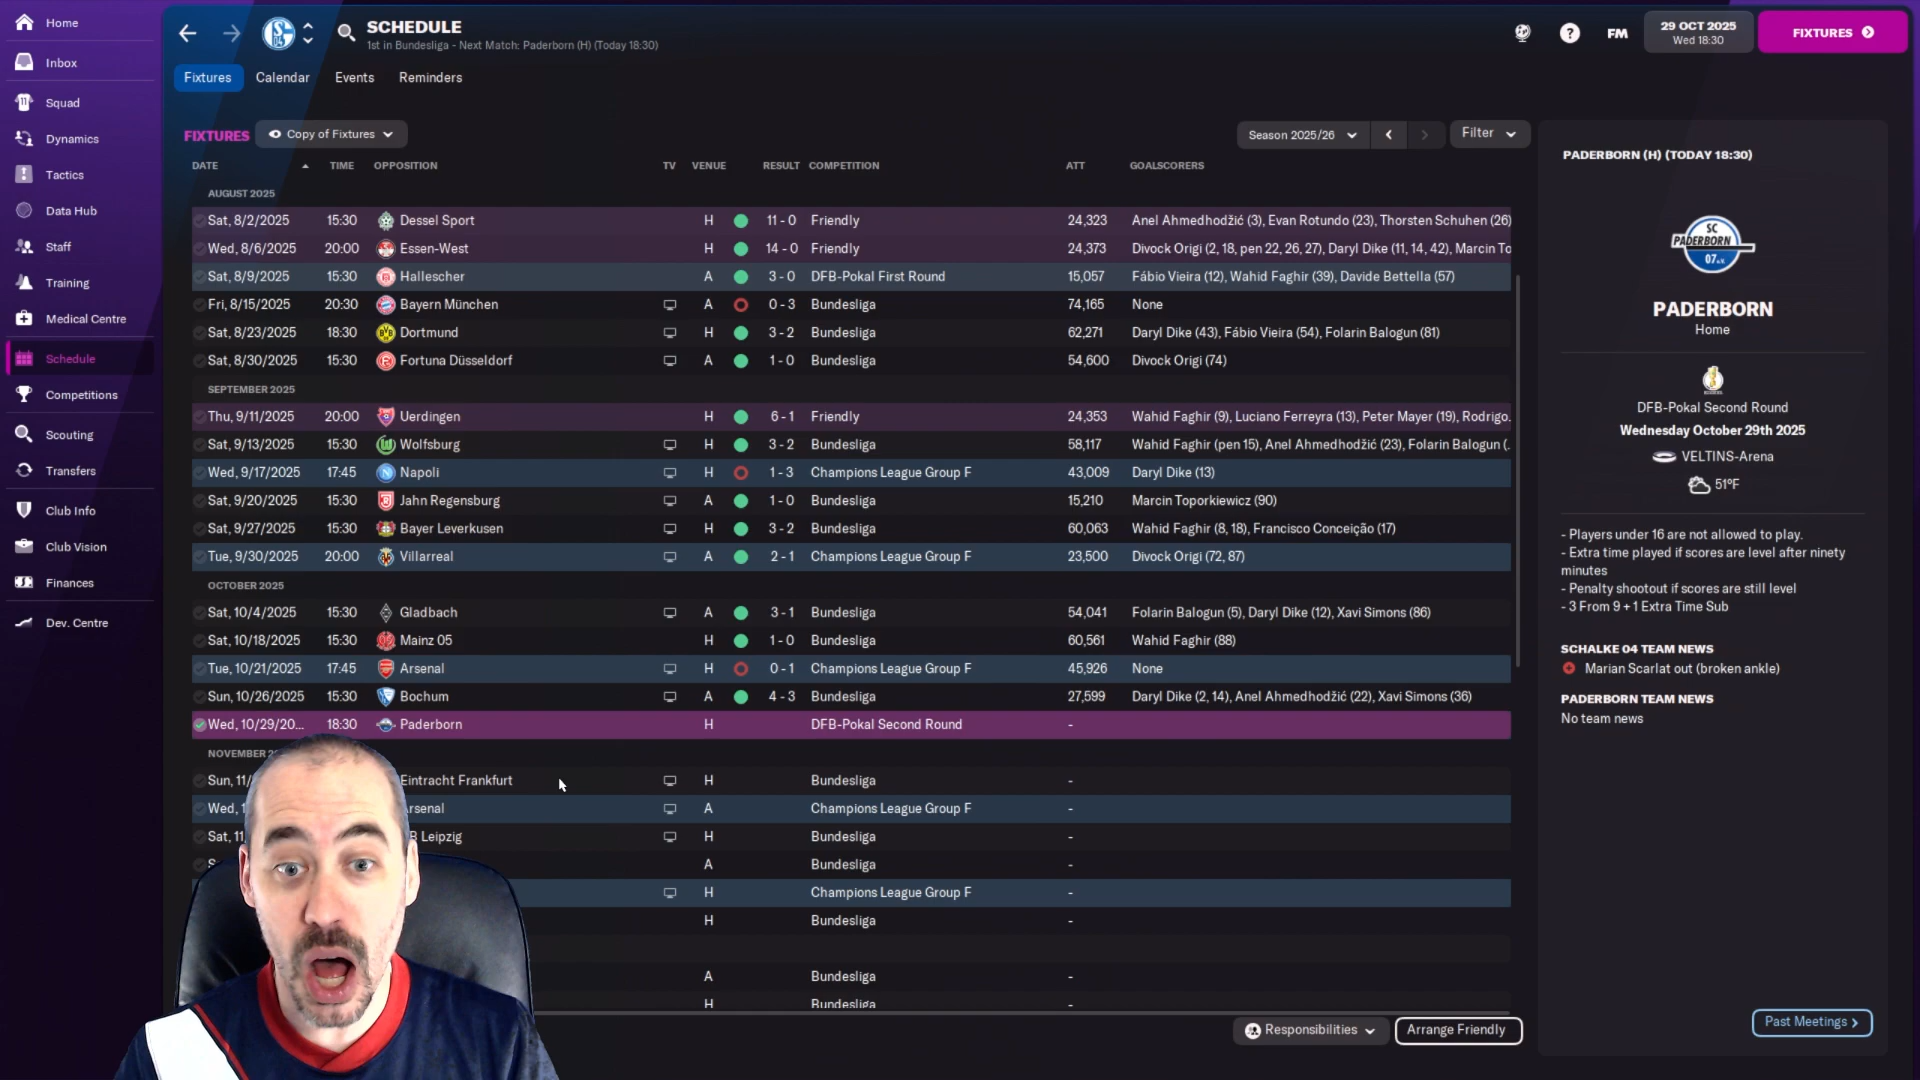 Home
Inbox
Squad
Dynamics
Tactics
Data Hub
Staff
Training
Medical Centre
Schedule
Competitions
Scouting
Transfers
Club Info
Club Vision
Finances
Dev. Centre
SCHEDULE
1st in Bundesliga - Next Match: Paderborn (H) (Today 18:30)
FM
29 OCT 2025
Wed 18:30
FIXTURES
Fixtures Calendar Events Reminders
FIXTURES Copy of Fixtures Season 2025/26 Filter
DATE TIME OPPOSITION TV VENUE RESULT COMPETITION ATT GOALSCORERS
AUGUST 2025
Sat, 8/2/2025 15:30 Dessel Sport H 11 - 0 Friendly 24,323 Anel Ahmedhodžić (3), Evan Rotundo (23), Thorsten Schuhen (26)
Wed, 8/6/2025 20:00 Essen-West H 14 - 0 Friendly 24,373 Divock Origi (2, 18, pen 22, 26, 27), Daryl Dike (11, 14, 42), Marcin To
Sat, 8/9/2025 15:30 Hallescher A 3 - 0 DFB-Pokal First Round 15,057 Fábio Vieira (12), Wahid Faghir (39), Davide Bettella (57)
Fri, 8/15/2025 20:30 Bayern München A 0 - 3 Bundesliga 74,165 None
Sat, 8/23/2025 18:30 Dortmund H 3 - 2 Bundesliga 62,271 Daryl Dike (43), Fábio Vieira (54), Folarin Balogun (81)
Sat, 8/30/2025 15:30 Fortuna Düsseldorf A 1 - 0 Bundesliga 54,600 Divock Origi (74)
SEPTEMBER 2025
Thu, 9/11/2025 20:00 Uerdingen H 6 - 1 Friendly 24,353 Wahid Faghir (9), Luciano Ferreyra (13), Peter Mayer (19), Rodrigo.
Sat, 9/13/2025 15:30 Wolfsburg H 3 - 2 Bundesliga 58,117 Wahid Faghir (pen 15), Anel Ahmedhodžić (23), Folarin Balogun (.
Wed, 9/17/2025 17:45 Napoli H 1 - 3 Champions League Group F 43,009 Daryl Dike (13)
Sat, 9/20/2025 15:30 Jahn Regensburg A 1 - 0 Bundesliga 15,210 Marcin Toporkiewicz (90)
Sat, 9/27/2025 15:30 Bayer Leverkusen H 3 - 2 Bundesliga 60,063 Wahid Faghir (8, 18), Francisco Conceição (17)
Tue, 9/30/2025 20:00 Villarreal A 2 - 1 Champions League Group F 23,500 Divock Origi (72, 87)
OCTOBER 2025
Sat, 10/4/2025 15:30 Gladbach A 3 - 1 Bundesliga 54,041 Folarin Balogun (5), Daryl Dike (12), Xavi Simons (86)
Sat, 10/18/2025 15:30 Mainz 05 H 1 - 0 Bundesliga 60,561 Wahid Faghir (88)
Tue, 10/21/2025 17:45 Arsenal H 0 - 1 Champions League Group F 45,926 None
Sun, 10/26/2025 15:30 Bochum A 4 - 3 Bundesliga 27,599 Daryl Dike (2, 14), Anel Ahmedhodžić (22), Xavi Simons (36)
Wed, 10/29/20... 18:30 Paderborn H DFB-Pokal Second Round -
NOVEMBER 2
Sun, 11/ Eintracht Frankfurt H Bundesliga -
Wed, 1 rsenal A Champions League Group F -
Sat, 11 B Leipzig H Bundesliga -
S A Bundesliga -
H Champions League Group F -
H Bundesliga -
A Bundesliga -
H Bundesliga -
Responsibilities Arrange Friendly
PADERBORN (H) (TODAY 18:30)
SC
PADERBORN
07 e.V.
PADERBORN
Home
DFB-Pokal Second Round
Wednesday October 29th 2025
VELTINS-Arena
51°F
- Players under 16 are not allowed to play.
- Extra time played if scores are level after ninety
minutes
- Penalty shootout if scores are still level
- 3 From 9 + 1 Extra Time Sub
SCHALKE 04 TEAM NEWS
Marian Scarlat out (broken ankle)
PADERBORN TEAM NEWS
No team news
Past Meetings